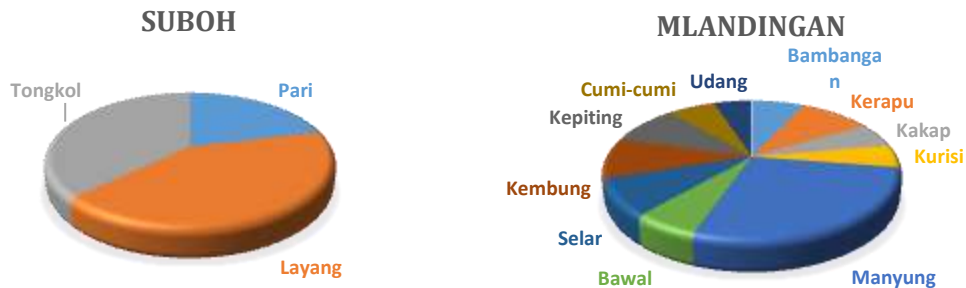 SUBOH
Tongkol
Pari
Layang
MLANDINGAN
Bambanga
n
Udang
Cumi-cumi
Kerapu
Kepiting
Kakap
Kurisi
Kembung
Selar
Bawal
Manyung